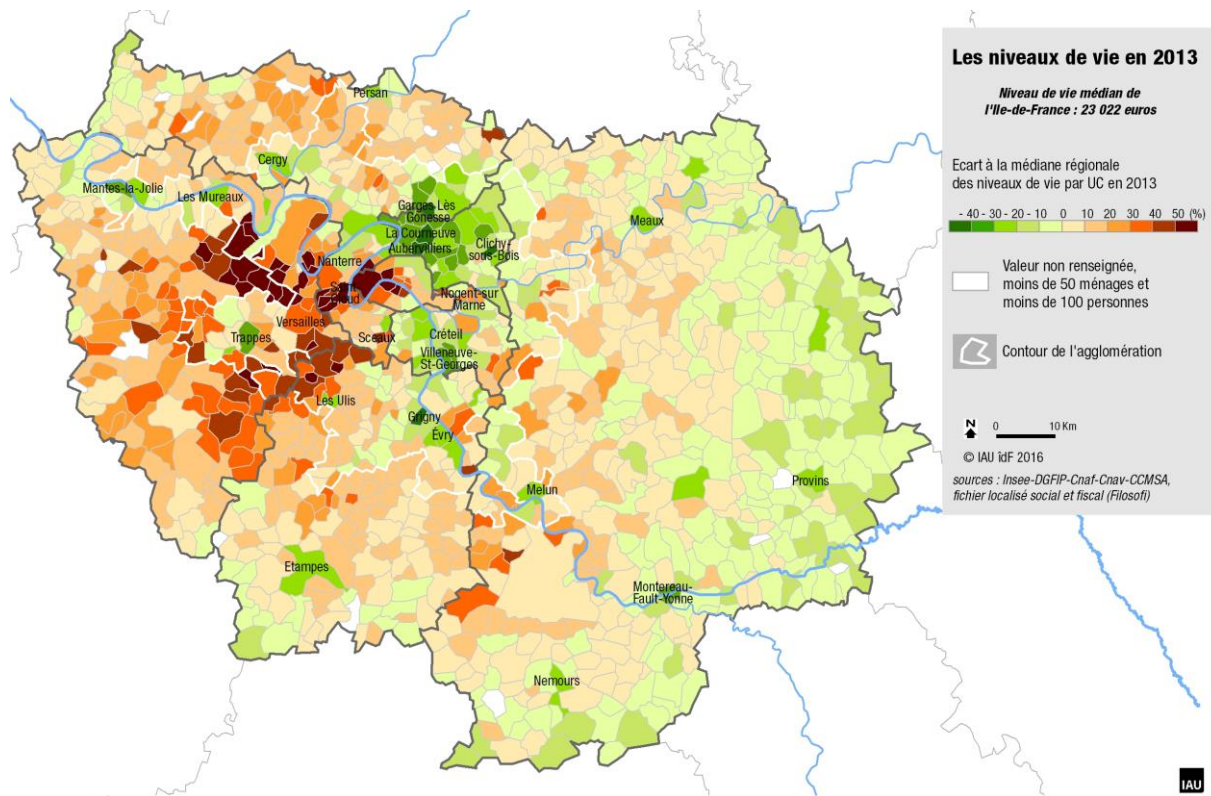 Les niveaux de vie en 2013
Niveau de vie médian de
l'Ile-de-France : 23 022 euros
Ecart à la médiane régionale
des niveaux de vie par UC en 2013
- 40 - 30 - 20 - 10 0 10 20 30 40 50 (%)
Valeur non renseignée,
moins de 50 ménages et
moins de 100 personnes
Contour de l'agglomération
N
0 10 Km
© IAU îdF 2016
sources : Insee-DGFIP-Cnaf-Cnav-CCMSA,
fichier localisé social et fiscal (Filosofi)
Persan
Cergy
Mantes-la-Jolie
Les Mureaux
Garges Lès
Gonesse
La Courneuve
Aubervilliers
Clichy-
sous-Bois
Meaux
Nanterre
Saint-
Cloud
Nogent-sur
Marne
Versailles
Trappes
Sceaux
Créteil
Villeneuve-
St-Georges
Les Ulis
Grigny
Évry
Melun
Provins
Etampes
Montereau-
Fault-Yonne
Nemours
IAU